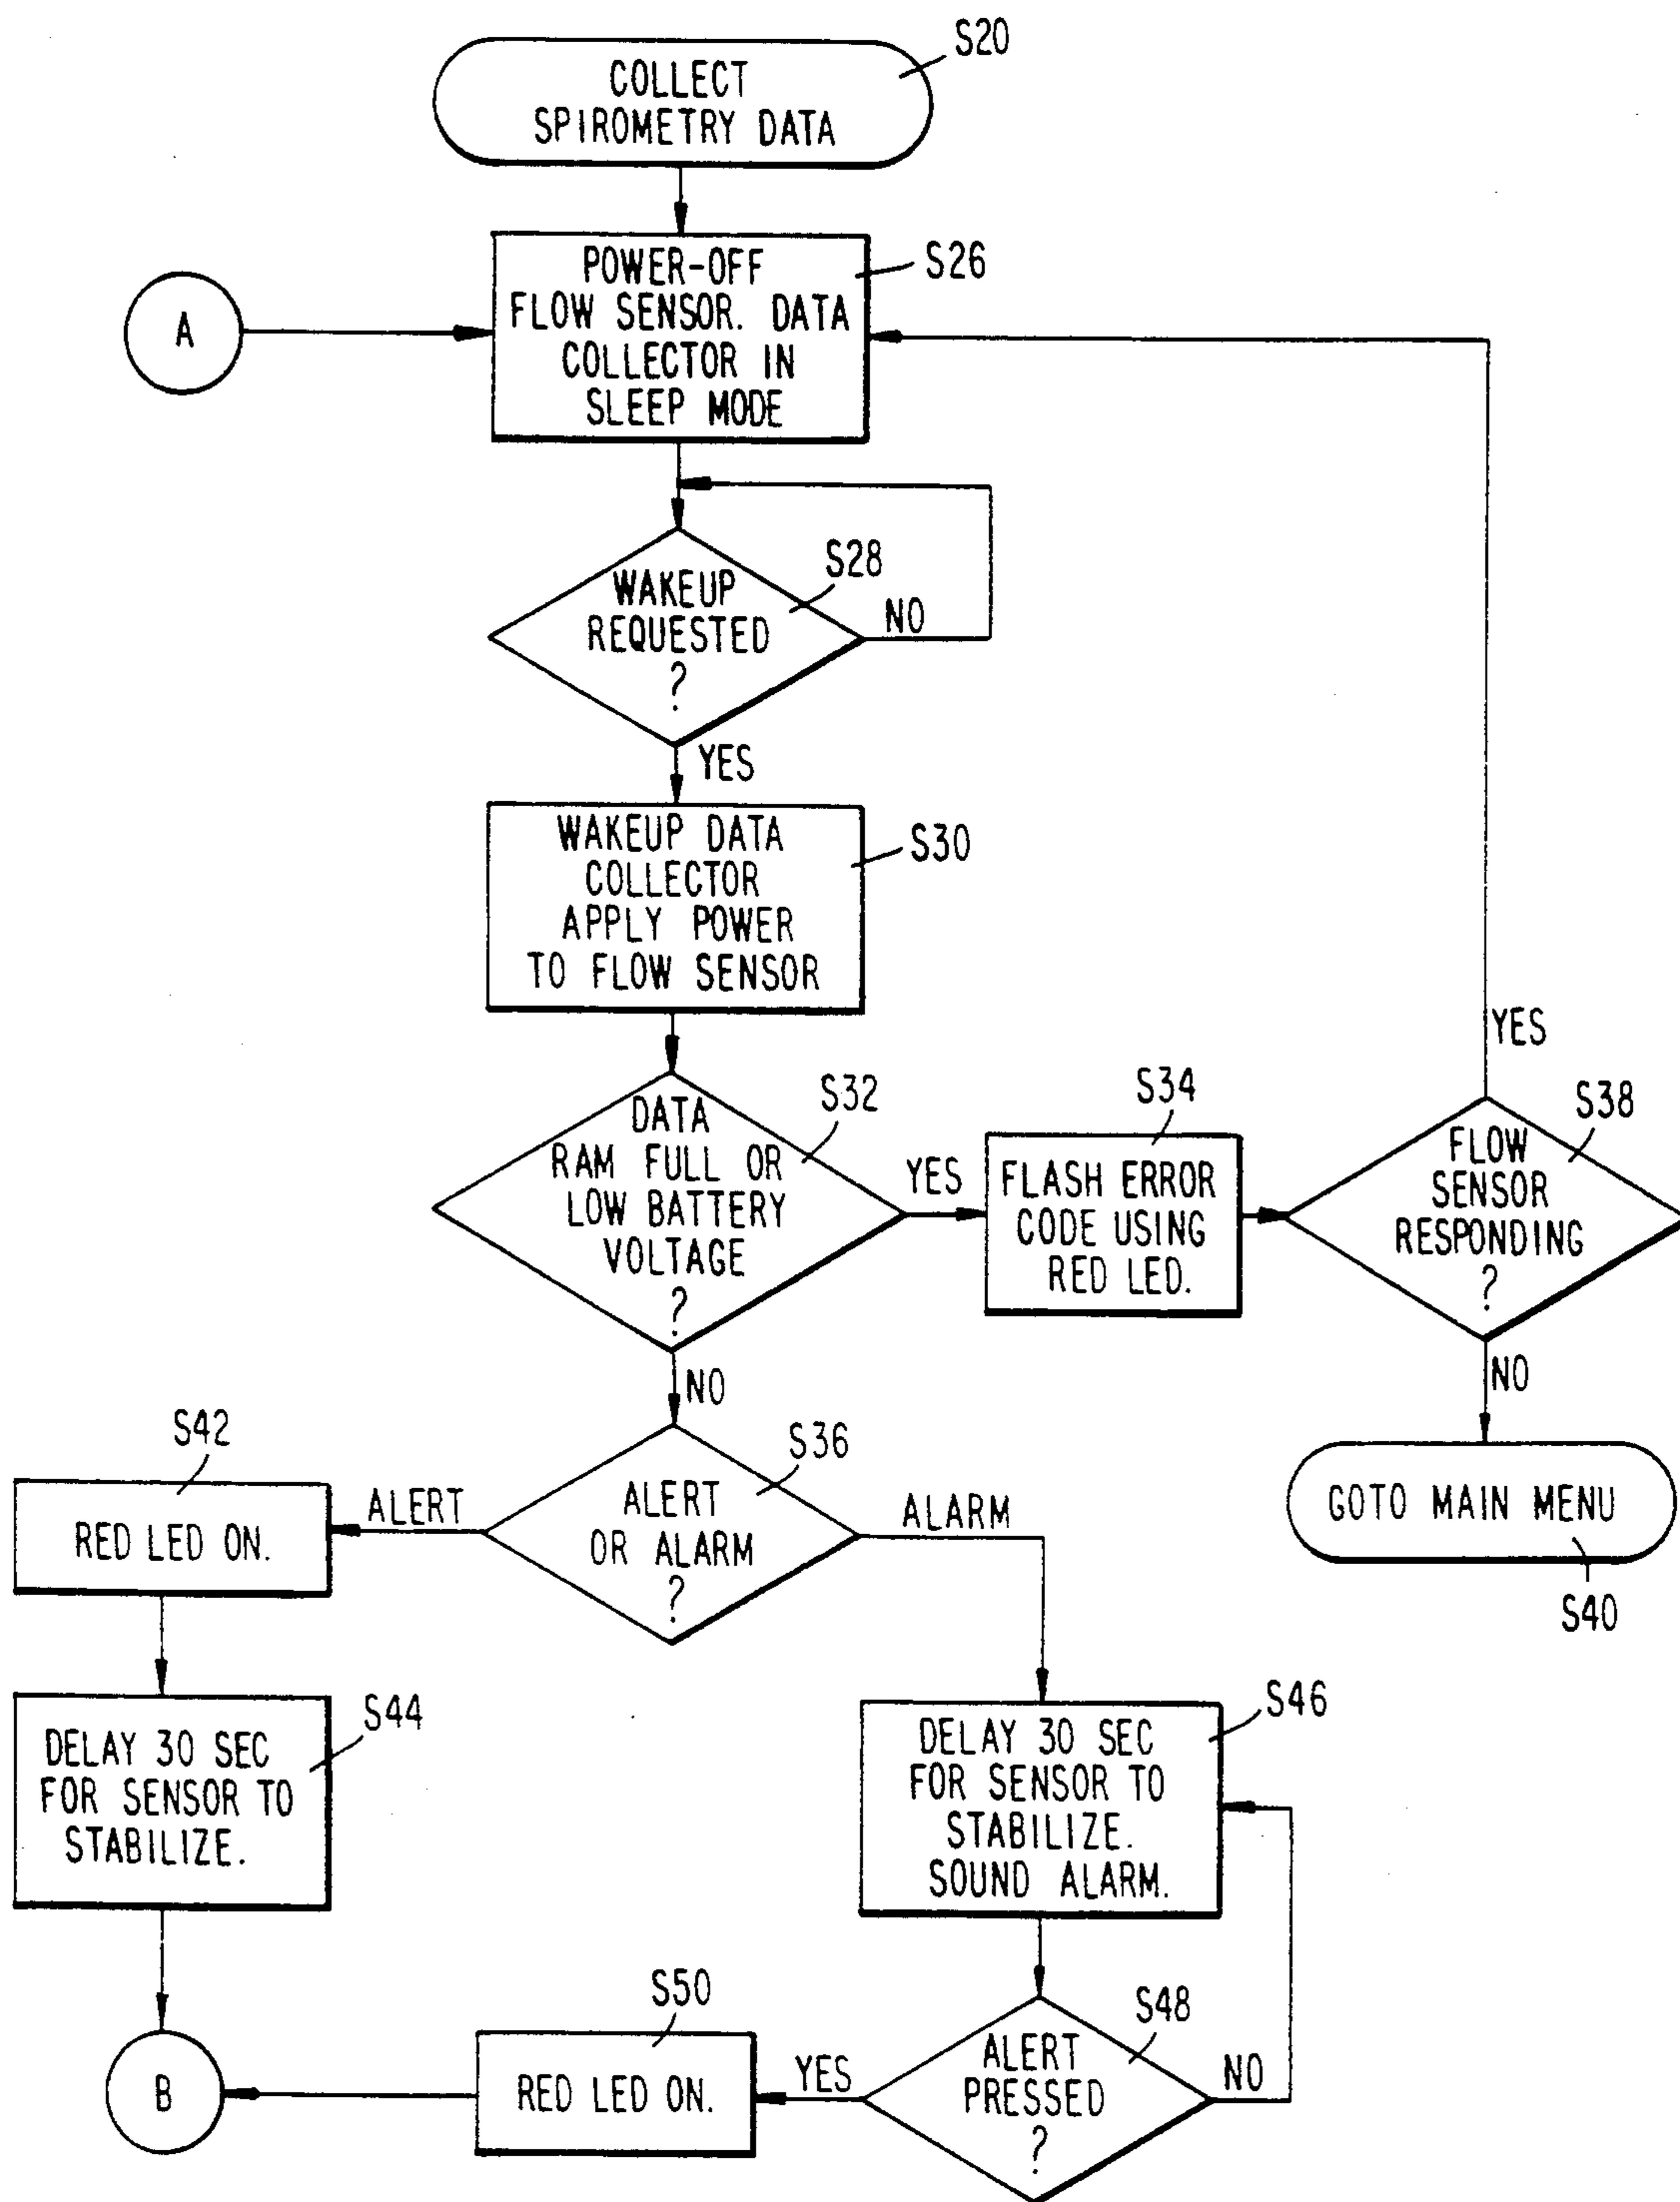 S20
COLLECT
SPIROMETRY DATA
S26
POWER-OFF
FLOW SENSOR. DATA
COLLECTOR IN
SLEEP MODE
A
S28
WAKEUP
REQUESTED
?
NO
YES
S30
WAKEUP DATA
COLLECTOR
APPLY POWER
TO FLOW SENSOR
S32
DATA
RAM FULL OR
LOW BATTERY
VOLTAGE
?
YES
NO
S34
FLASH ERROR
CODE USING
RED LED.
YES
S38
FLOW
SENSOR
RESPONDING
?
NO
GOTO MAIN MENU
S40
S36
ALERT
OR ALARM
?
ALERT
ALARM
S42
RED LED ON.
S44
DELAY 30 SEC
FOR SENSOR TO
STABILIZE.
S46
DELAY 30 SEC
FOR SENSOR TO
STABILIZE.
SOUND ALARM.
S48
ALERT
PRESSED
?
NO
YES
S50
RED LED ON.
B